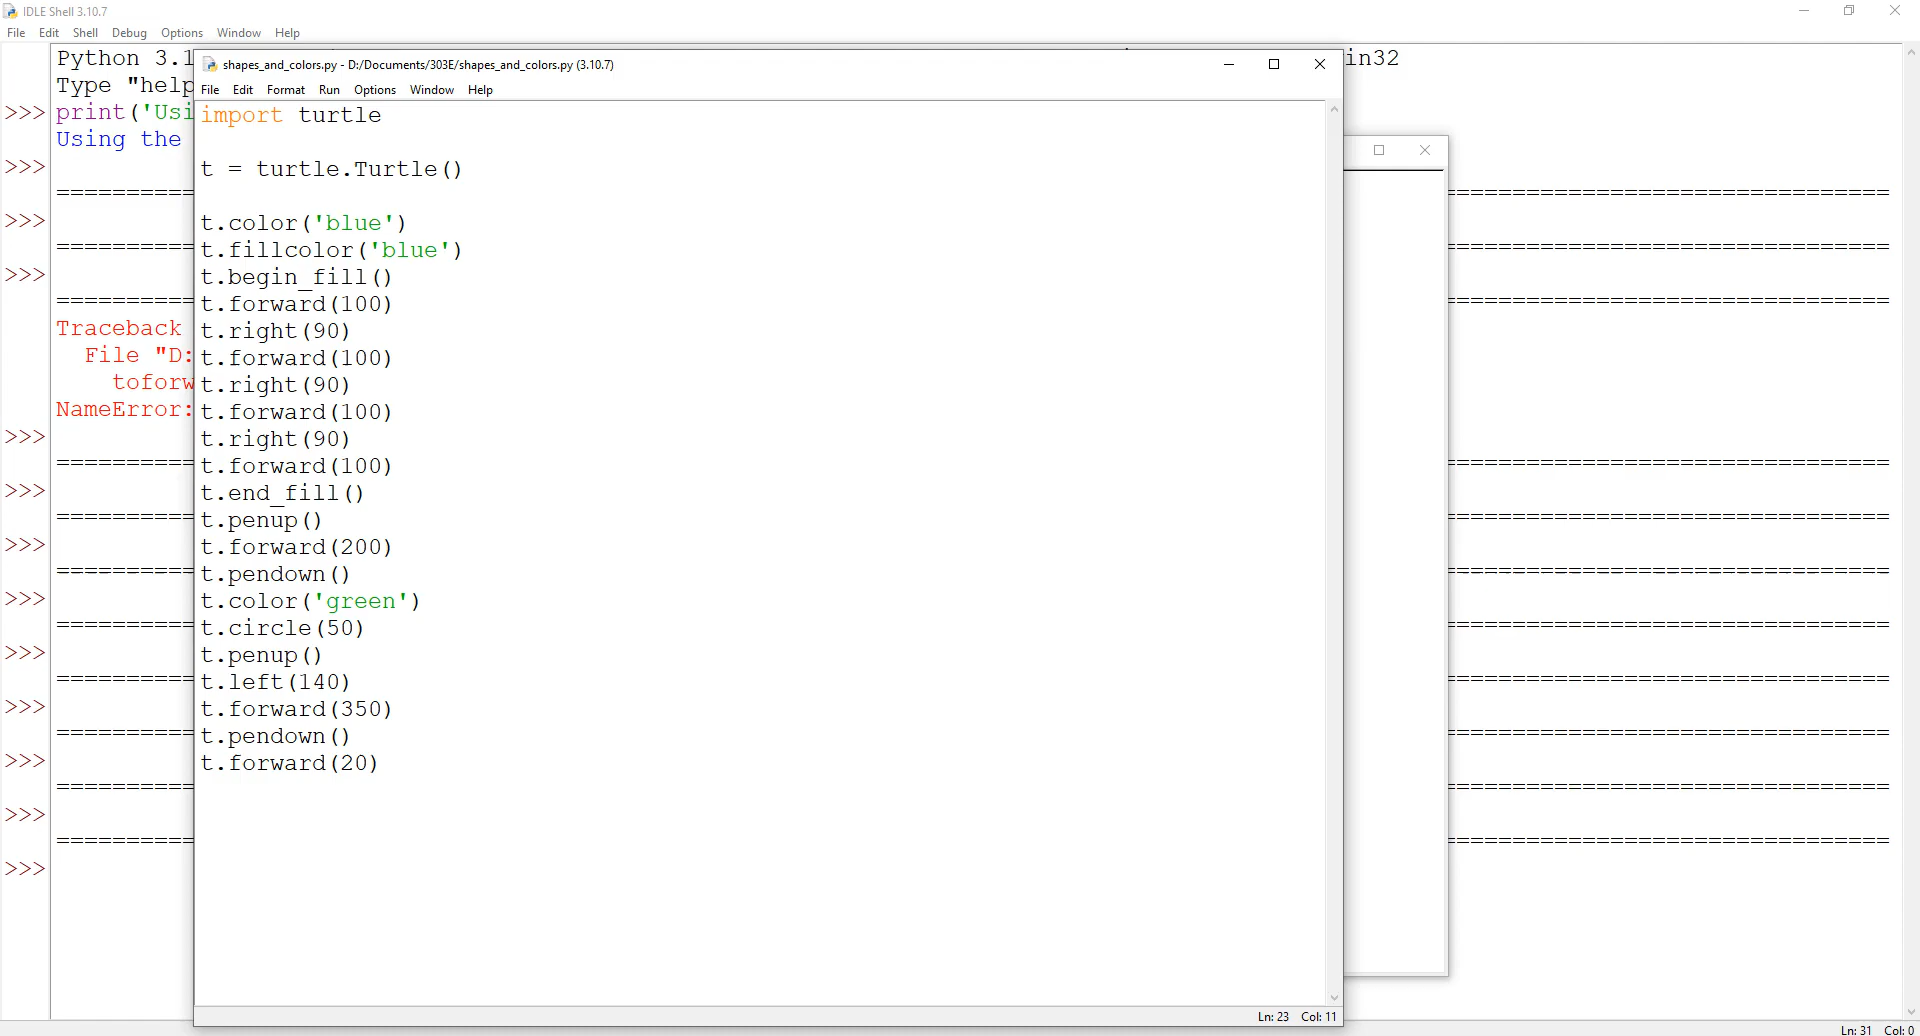 IDLE Shell 3.10.7
File Edit Shell Debug Options Window Help
Python 3.1
in32
Type "help
>>> print('Usi
Using the
>>>
====================
>>>
====================
>>>
====================
Traceback
File "D:
toforw
NameError:
>>>
====================
>>>
====================
>>>
====================
>>>
====================
>>>
====================
>>>
====================
>>>
====================
>>>
====================
>>>
shapes_and_colors.py - D:/Documents/303E/shapes_and_colors.py (3.10.7)
File Edit Format Run Options Window Help
import turtle
t = turtle.Turtle()
t.color('blue')
t.fillcolor('blue')
t.begin_fill()
t.forward(100)
t.right(90)
t.forward(100)
t.right(90)
t.forward(100)
t.right(90)
t.forward(100)
t.end_fill()
t.penup()
t.forward(200)
t.pendown()
t.color('green')
t.circle(50)
t.penup()
t.left(140)
t.forward(350)
t.pendown()
t.forward(20)
Ln: 23 Col: 11
Ln: 31 Col: 0